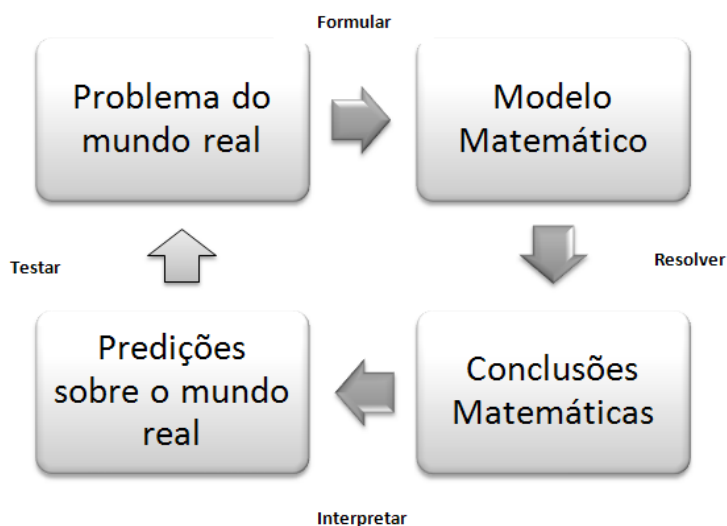 Formular
Problema do
mundo real
Modelo
Matemático
Testar
Resolver
Predições
sobre o mundo
real
Conclusões
Matemáticas
Interpretar